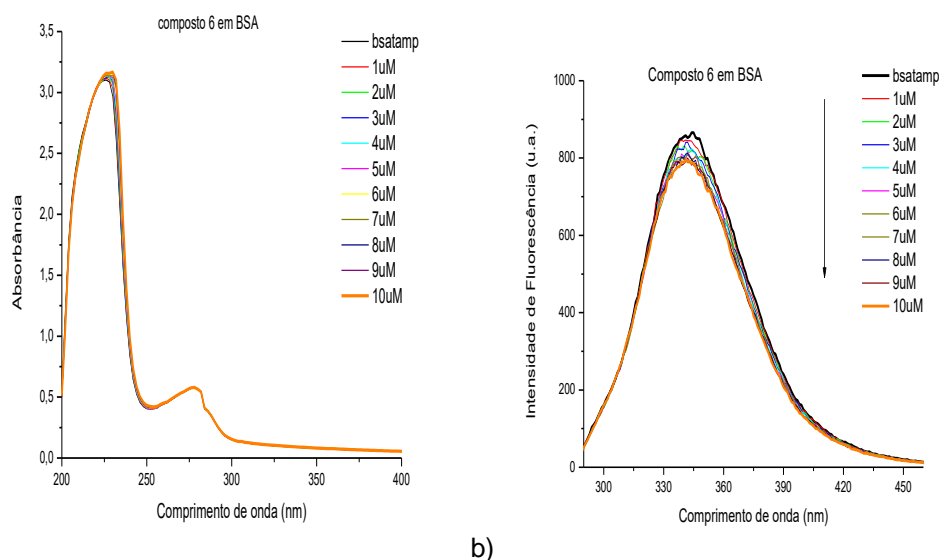 composto 6 em BSA
3,5
3,0
2,5
2,0
1,5
1,0
0,5
0,0
Absorbância
200
250
300
350
400
Comprimento de onda (nm)
bsatamp
1uM
2uM
3uM
4uM
5uM
6uM
7uM
8uM
9uM
10uM
Composto 6 em BSA
1000
800
600
400
200
0
Intensidade de Fluorescência (u.a.)
300
330
360
390
420
450
Comprimento de onda (nm)
bsatamp
1uM
2uM
3uM
4uM
5uM
6uM
7uM
8uM
9uM
10uM
b)